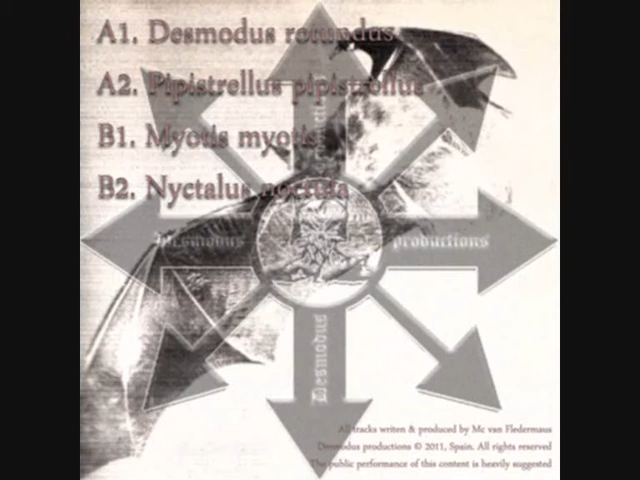 A1. Desmodus rotundus
A2. Pipistrellus pipistrellus
B1. Myotis myotis
B2. Nyctalus noctula
Desmodus
productions
Desmodus
All tracks writen & produced by Mc van Fledermaus
Desmodus productions © 2011, Spain. All rights reserved
The public performance of this content is heavily suggested